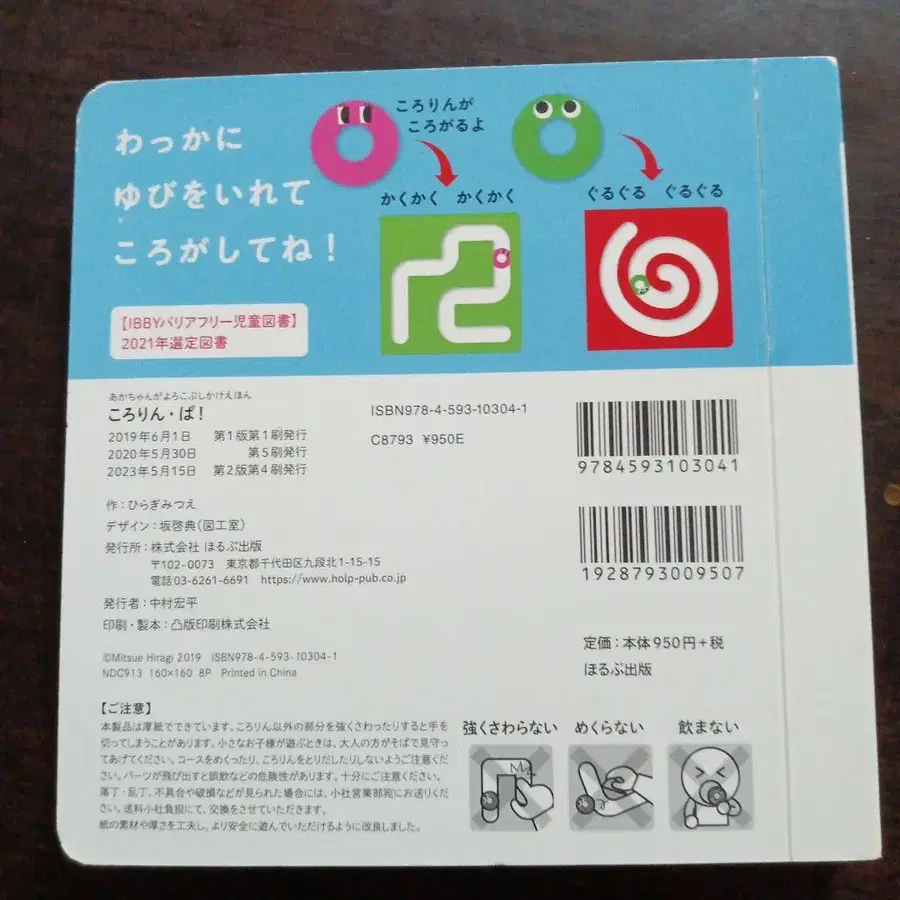 わっかに
ゆびをいれて
ころがしてね！
ころりんが
ころがるよ
かくかく かくかく
ぐるぐる ぐるぐる
【IBBYバリアフリー児童図書】
2021年選定図書
あかちゃんがよろこぶしかけえほん
ころりん・ぱ！
2019年6月1日 第1版第1刷発行
2020年5月30日 第5刷発行
2023年5月15日 第2版第4刷発行
作：ひらぎみつえ
デザイン：坂啓典（図工室）
発行所：株式会社 ほるぷ出版
〒102-0073 東京都千代田区九段北1-15-15
電話03-6261-6691 https://www.holp-pub.co.jp
発行者：中村宏平
印刷・製本：凸版印刷株式会社
©Mitsue Hiragi 2019 ISBN978-4-593-10304-1
NDC913 160×160 8P Printed in China
ISBN978-4-593-10304-1
C8793 ¥950E
9784593103041
1928793009507
定価：本体950円＋税
ほるぷ出版
【ご注意】
本製品は厚紙でできています。ころりん以外の部分を強くさわったりすると手を
切ってしまうことがあります。小さなお子様が遊ぶときは、大人の方がそばで見守っ
てあげてください。コースをめくったり、ころりんをとりだしたりしないようご注意くだ
さい。パーツが飛び出すと誤飲などの危険性があります。十分にご注意ください。
落丁・乱丁、不具合や破損などが見られた場合には、小社営業部宛にお送りくだ
さい。送料小社負担にて、交換をさせていただきます。
紙の素材や厚さを工夫し、より安全に遊んでいただけるように改良しました。
強くさわらない
めくらない
飲まない